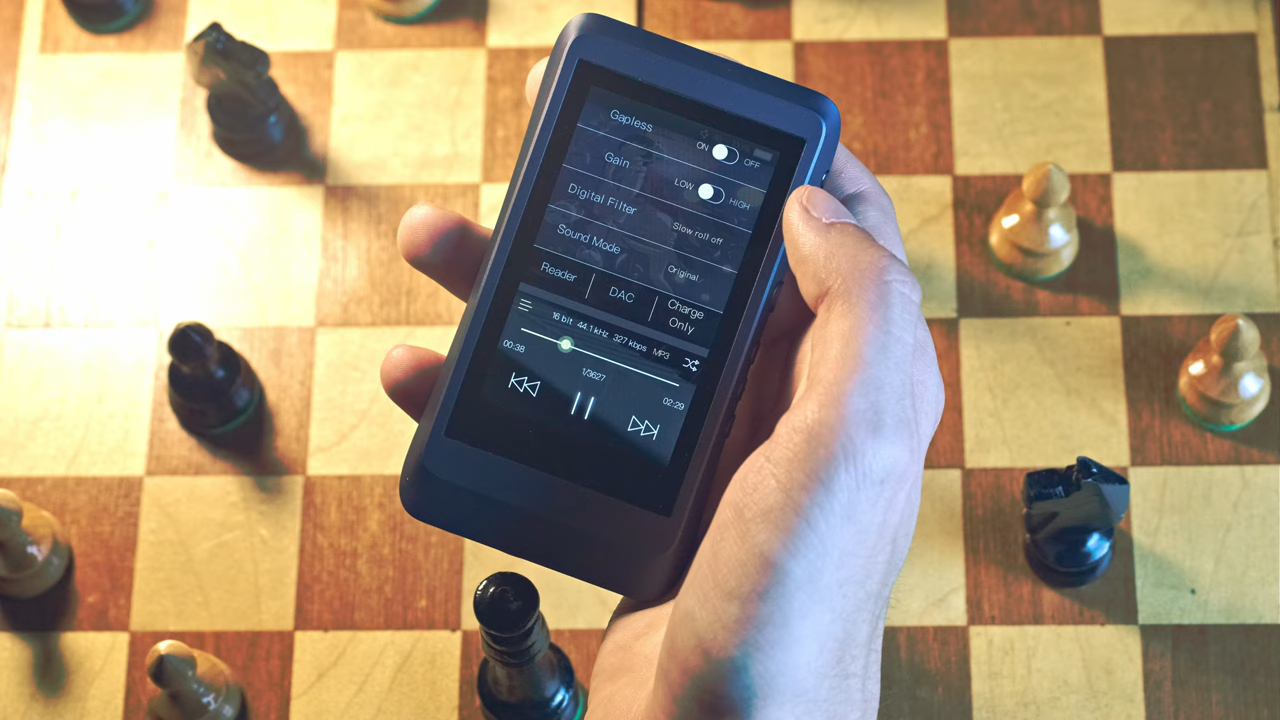 Gapless
ON OFF
Gain
LOW HIGH
Digital Filter
Slow roll off
Sound Mode
Original
Reader
DAC
Charge
Only
16 bit 44.1 kHz 327 kbps MP3
00:38
02:29
1/3627